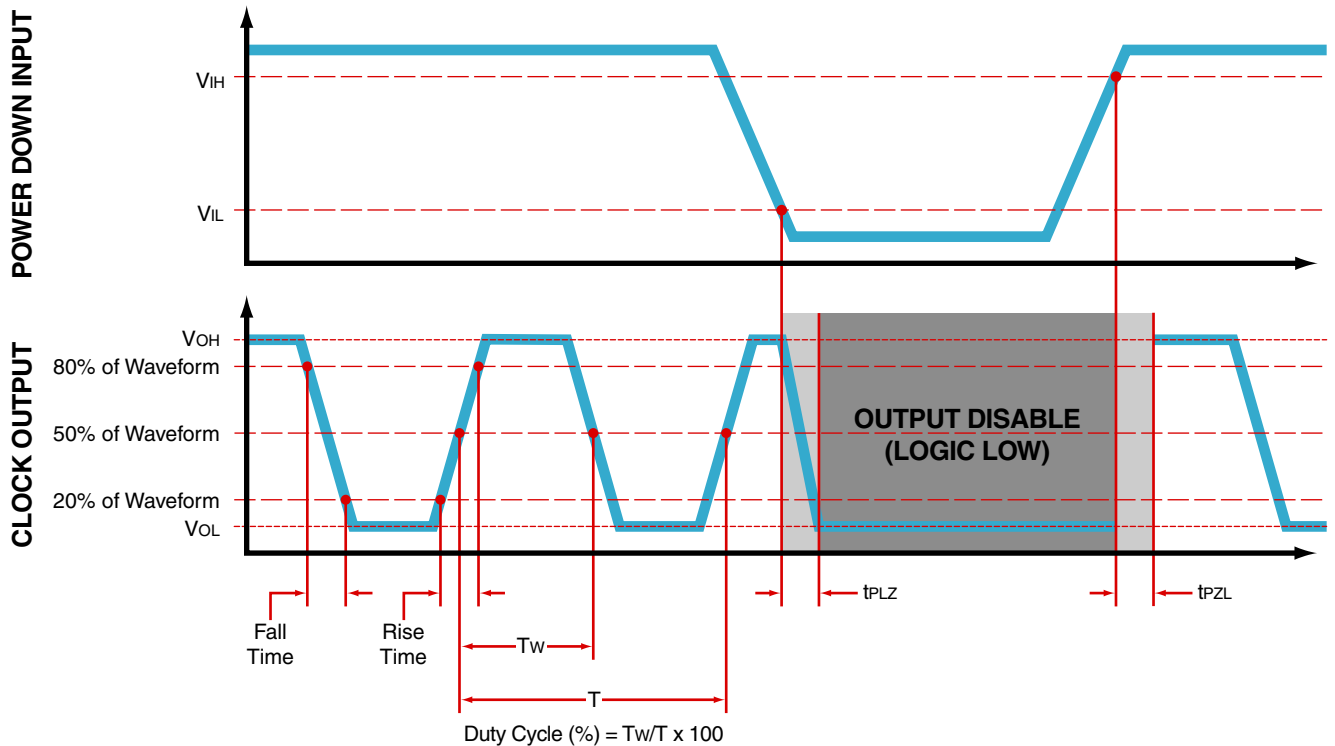 POWER DOWN INPUT
VIH
VIL
CLOCK OUTPUT
VOH
80% of Waveform
50% of Waveform
20% of Waveform
VOL
OUTPUT DISABLE
(LOGIC LOW)
tPLZ
tPZL
Fall
Time
Rise
Time
TW
T
Duty Cycle (%) = TW/T x 100